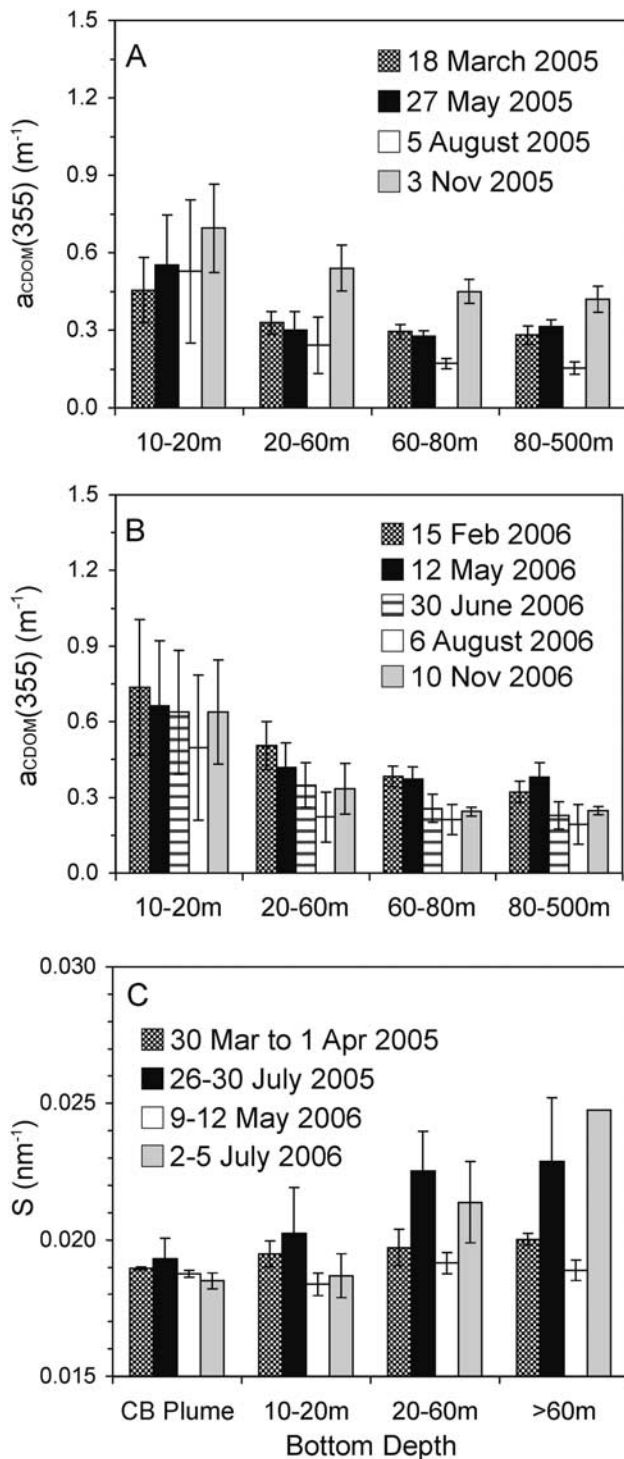 A
18 March 2005
27 May 2005
5 August 2005
3 Nov 2005
aCDOM(355) (m⁻¹)
1.5
1.2
0.9
0.6
0.3
0.0
10-20m 20-60m 60-80m 80-500m
B
15 Feb 2006
12 May 2006
30 June 2006
6 August 2006
10 Nov 2006
aCDOM(355) (m⁻¹)
1.5
1.2
0.9
0.6
0.3
0.0
10-20m 20-60m 60-80m 80-500m
C
30 Mar to 1 Apr 2005
26-30 July 2005
9-12 May 2006
2-5 July 2006
S (nm⁻¹)
0.030
0.025
0.020
0.015
CB Plume 10-20m 20-60m >60m
Bottom Depth